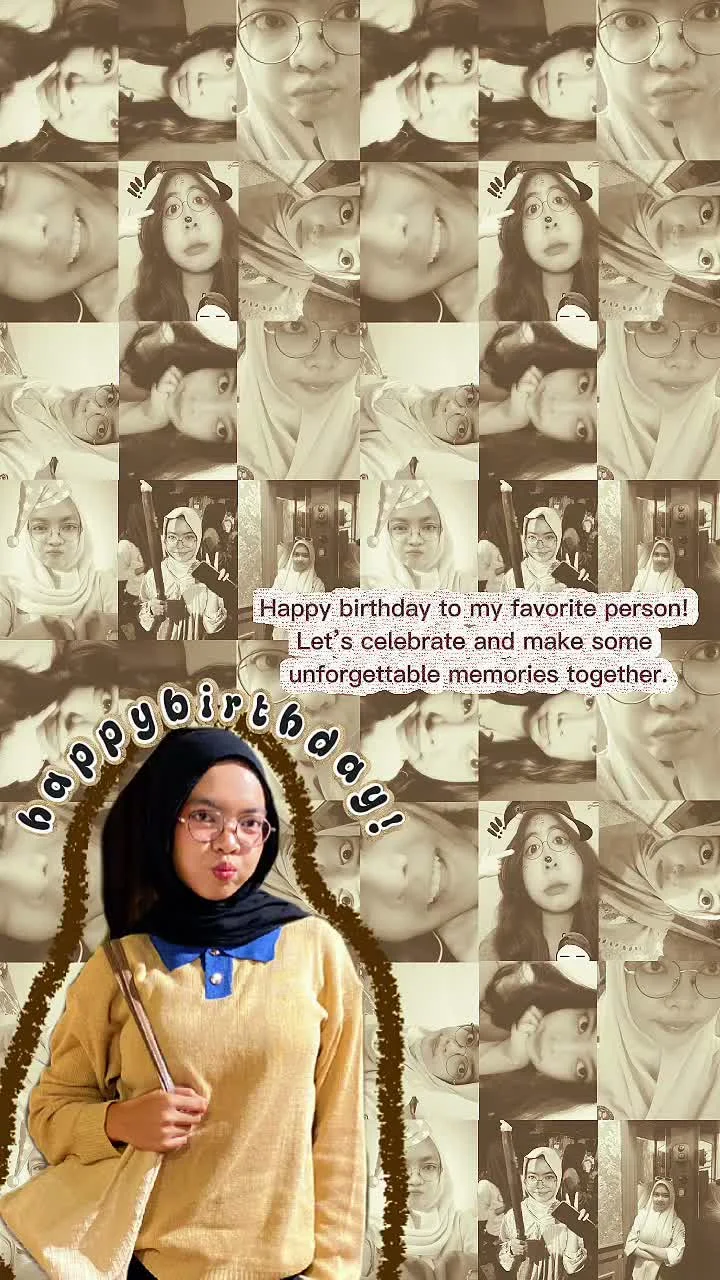 !!!
!!!
Happy birthday to my favorite person!
Let's celebrate and make some
unforgettable memories together.
happybirthday!
!!!